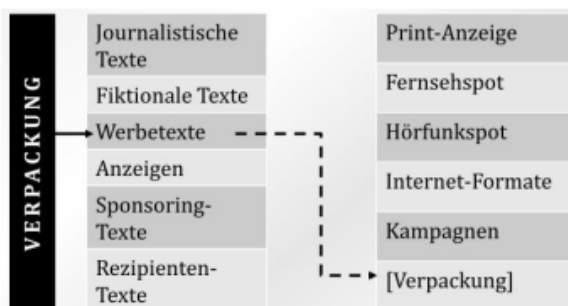 VERPACKUNG
Journalistische
Texte
Fiktionale Texte
Werbetexte
Anzeigen
Sponsoring-
Texte
Rezipienten-
Texte
Print-Anzeige
Fernsehspot
Hörfunkspot
Internet-Formate
Kampagnen
[Verpackung]